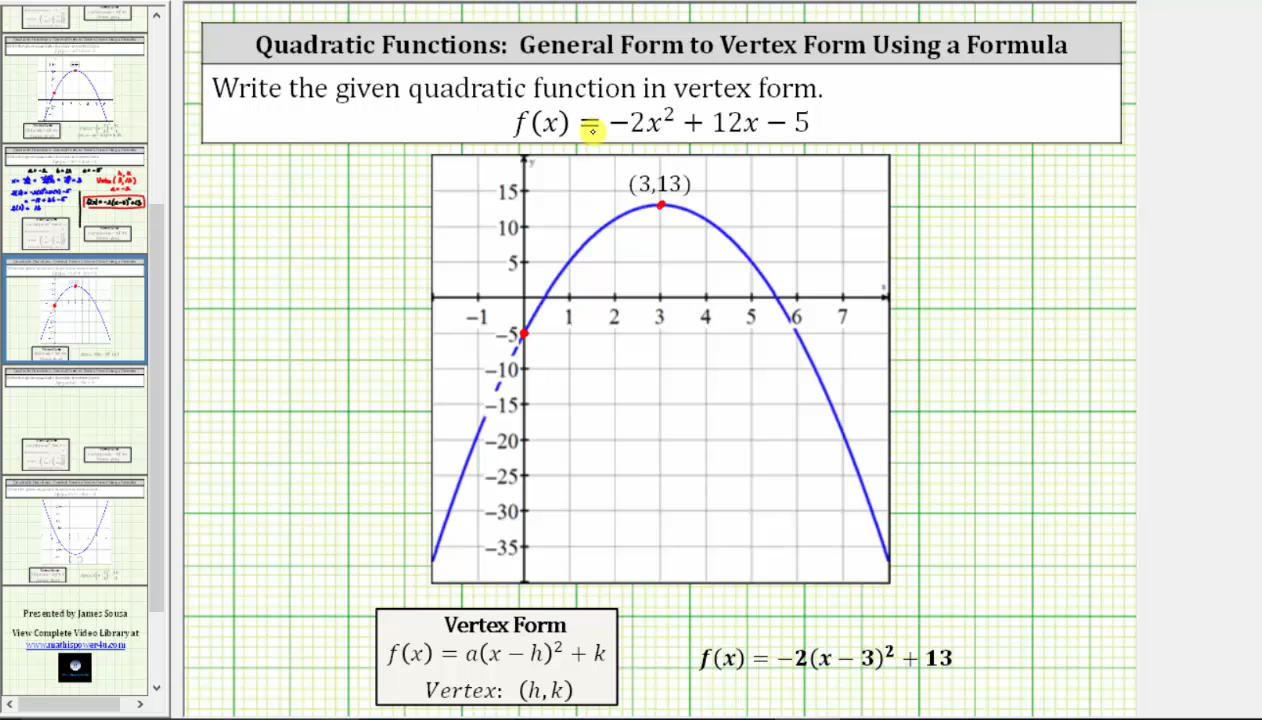 Quadratic Functions: General Form to Vertex Form Using a Formula
Write the given quadratic function in vertex form.
f(x) = −2x² + 12x − 5
y
(3,13)
15
10
5
x
−1 1 2 3 4 5 6 7
−5
−10
−15
−20
−25
−30
−35
Vertex Form
f(x) = a(x − h)² + k
Vertex: (h, k)
f(x) = −2(x − 3)² + 13
Presented by James Sousa
View Complete Video Library at
www.mathispower4u.com